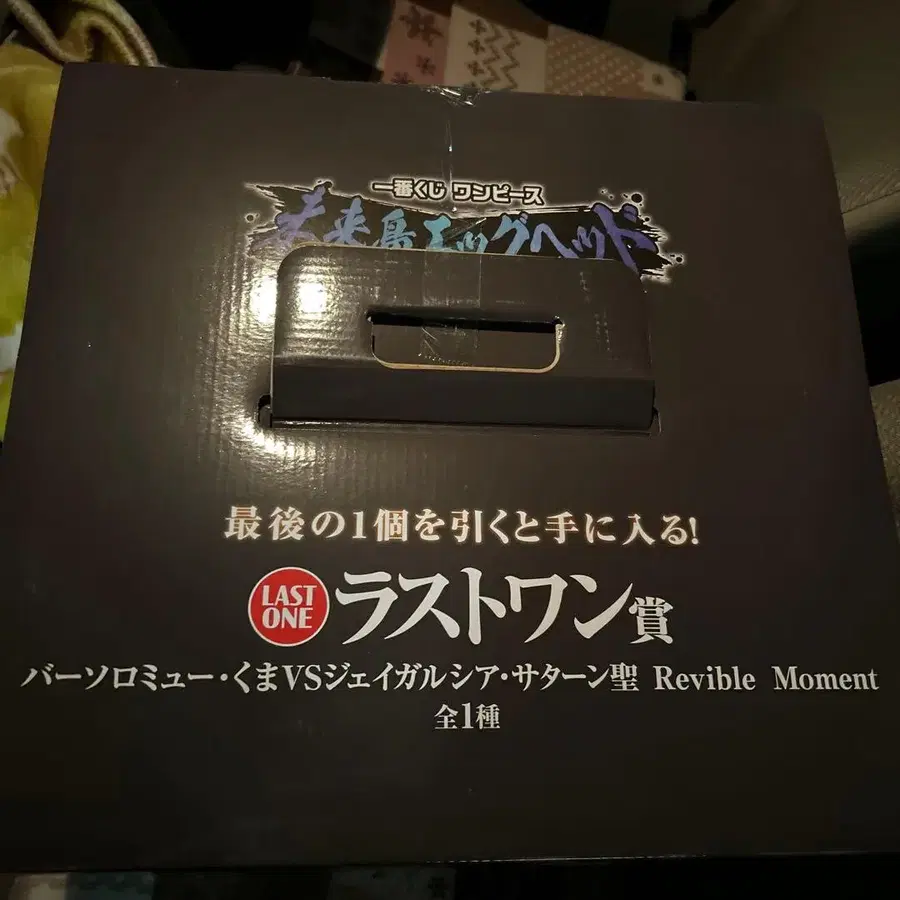 一番くじ ワンピース
未来島エッグヘッド
最後の1個を引くと手に入る!
LAST ONE ラストワン賞
バーソロミュー・くまVSジェイガルシア・サターン聖 Revible Moment
全1種